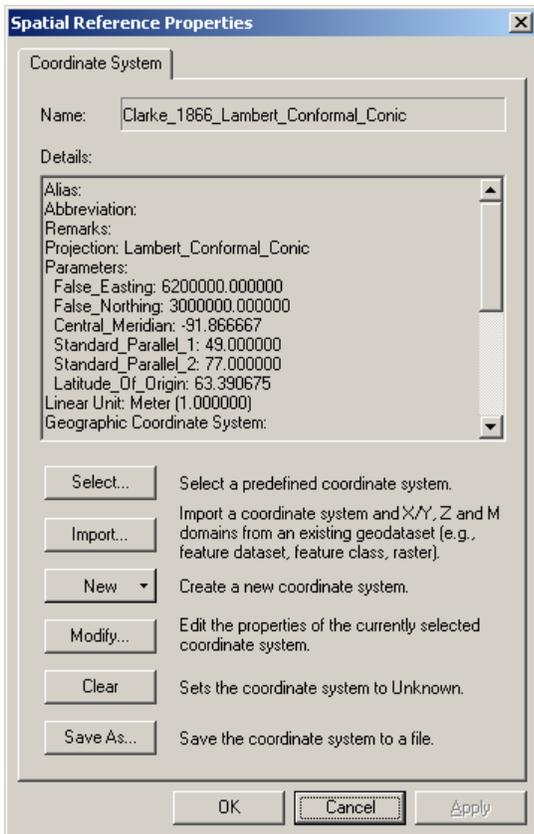 Spatial Reference Properties
Coordinate System
Name: Clarke_1866_Lambert_Conformal_Conic
Details:
Alias:
Abbreviation:
Remarks:
Projection: Lambert_Conformal_Conic
Parameters:
False_Easting: 6200000.000000
False_Northing: 3000000.000000
Central_Meridian: -91.866667
Standard_Parallel_1: 49.000000
Standard_Parallel_2: 77.000000
Latitude_Of_Origin: 63.390675
Linear Unit: Meter (1.000000)
Geographic Coordinate System:
Select... Select a predefined coordinate system.
Import... Import a coordinate system and X/Y, Z and M
domains from an existing geodataset (e.g.,
feature dataset, feature class, raster).
New Create a new coordinate system.
Modify... Edit the properties of the currently selected
coordinate system.
Clear Sets the coordinate system to Unknown.
Save As... Save the coordinate system to a file.
OK Cancel Apply